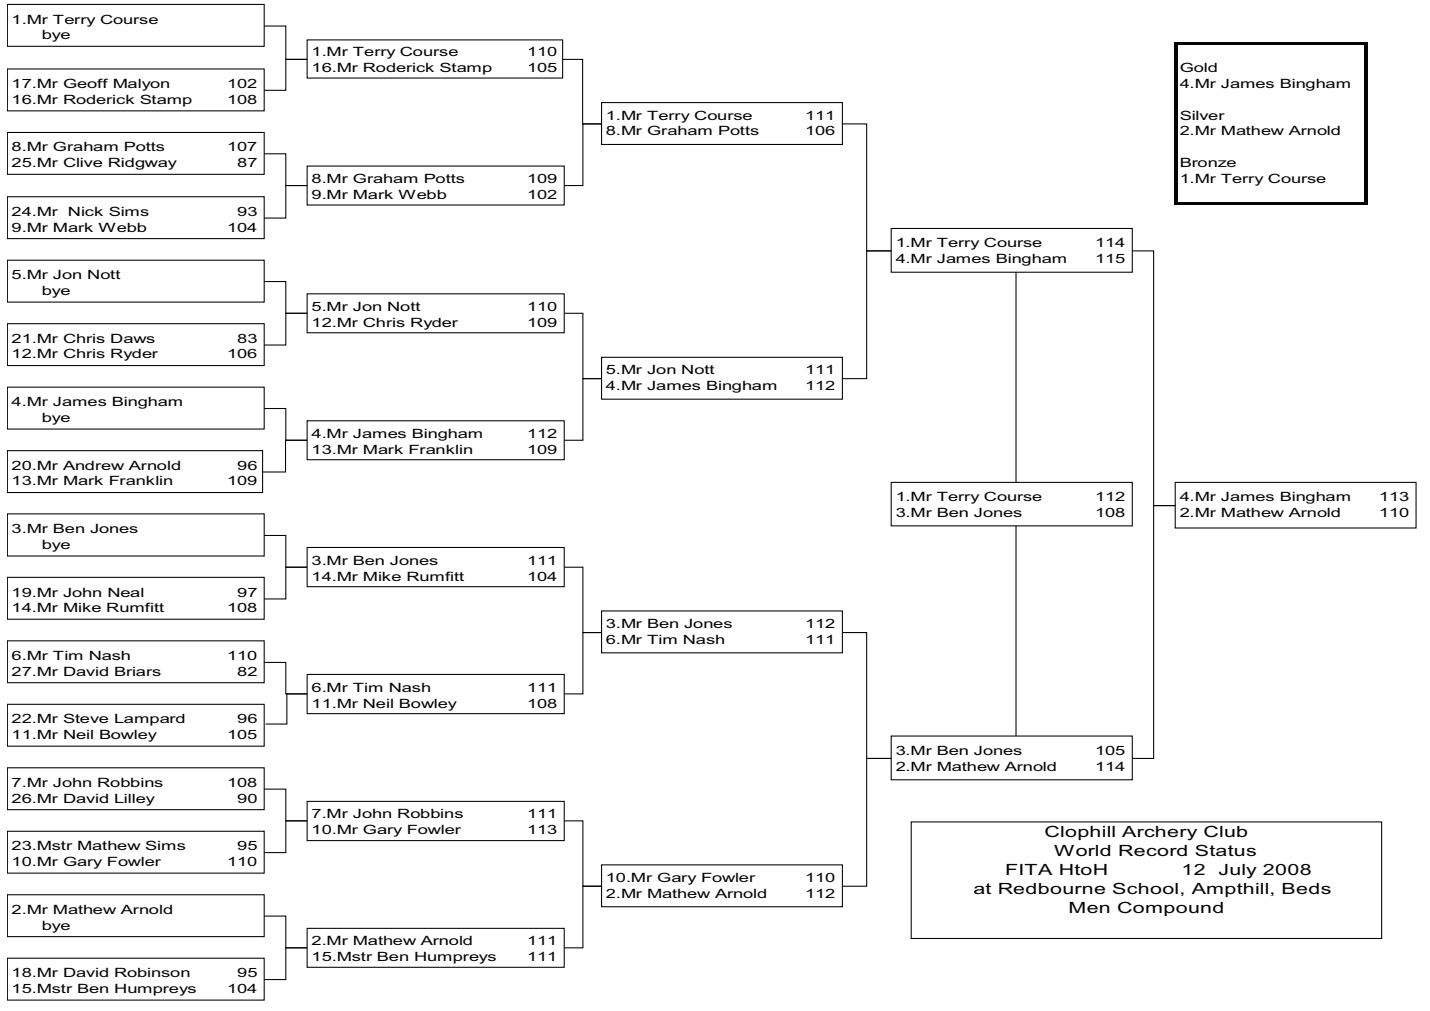 1.Mr Terry Course
bye
17.Mr Geoff Malyon 102
16.Mr Roderick Stamp 108
8.Mr Graham Potts 107
25.Mr Clive Ridgway 87
24.Mr  Nick Sims 93
9.Mr Mark Webb 104
5.Mr Jon Nott
bye
21.Mr Chris Daws 83
12.Mr Chris Ryder 106
4.Mr James Bingham
bye
20.Mr Andrew Arnold 96
13.Mr Mark Franklin 109
3.Mr Ben Jones
bye
19.Mr John Neal 97
14.Mr Mike Rumfitt 108
6.Mr Tim Nash 110
27.Mr David Briars 82
22.Mr Steve Lampard 96
11.Mr Neil Bowley 105
7.Mr John Robbins 108
26.Mr David Lilley 90
23.Mstr Mathew Sims 95
10.Mr Gary Fowler 110
2.Mr Mathew Arnold
bye
18.Mr David Robinson 95
15.Mstr Ben Humpreys 104
1.Mr Terry Course 110
16.Mr Roderick Stamp 105
8.Mr Graham Potts 109
9.Mr Mark Webb 102
5.Mr Jon Nott 110
12.Mr Chris Ryder 109
4.Mr James Bingham 112
13.Mr Mark Franklin 109
3.Mr Ben Jones 111
14.Mr Mike Rumfitt 104
6.Mr Tim Nash 111
11.Mr Neil Bowley 108
7.Mr John Robbins 111
10.Mr Gary Fowler 113
2.Mr Mathew Arnold 111
15.Mstr Ben Humpreys 111
1.Mr Terry Course 111
8.Mr Graham Potts 106
5.Mr Jon Nott 111
4.Mr James Bingham 112
3.Mr Ben Jones 112
6.Mr Tim Nash 111
10.Mr Gary Fowler 110
2.Mr Mathew Arnold 112
1.Mr Terry Course 114
4.Mr James Bingham 115
1.Mr Terry Course 112
3.Mr Ben Jones 108
3.Mr Ben Jones 105
2.Mr Mathew Arnold 114
4.Mr James Bingham 113
2.Mr Mathew Arnold 110
Gold
4.Mr James Bingham
Silver
2.Mr Mathew Arnold
Bronze
1.Mr Terry Course
Clophill Archery Club
World Record Status
FITA HtoH 12  July 2008
at Redbourne School, Ampthill, Beds
Men Compound